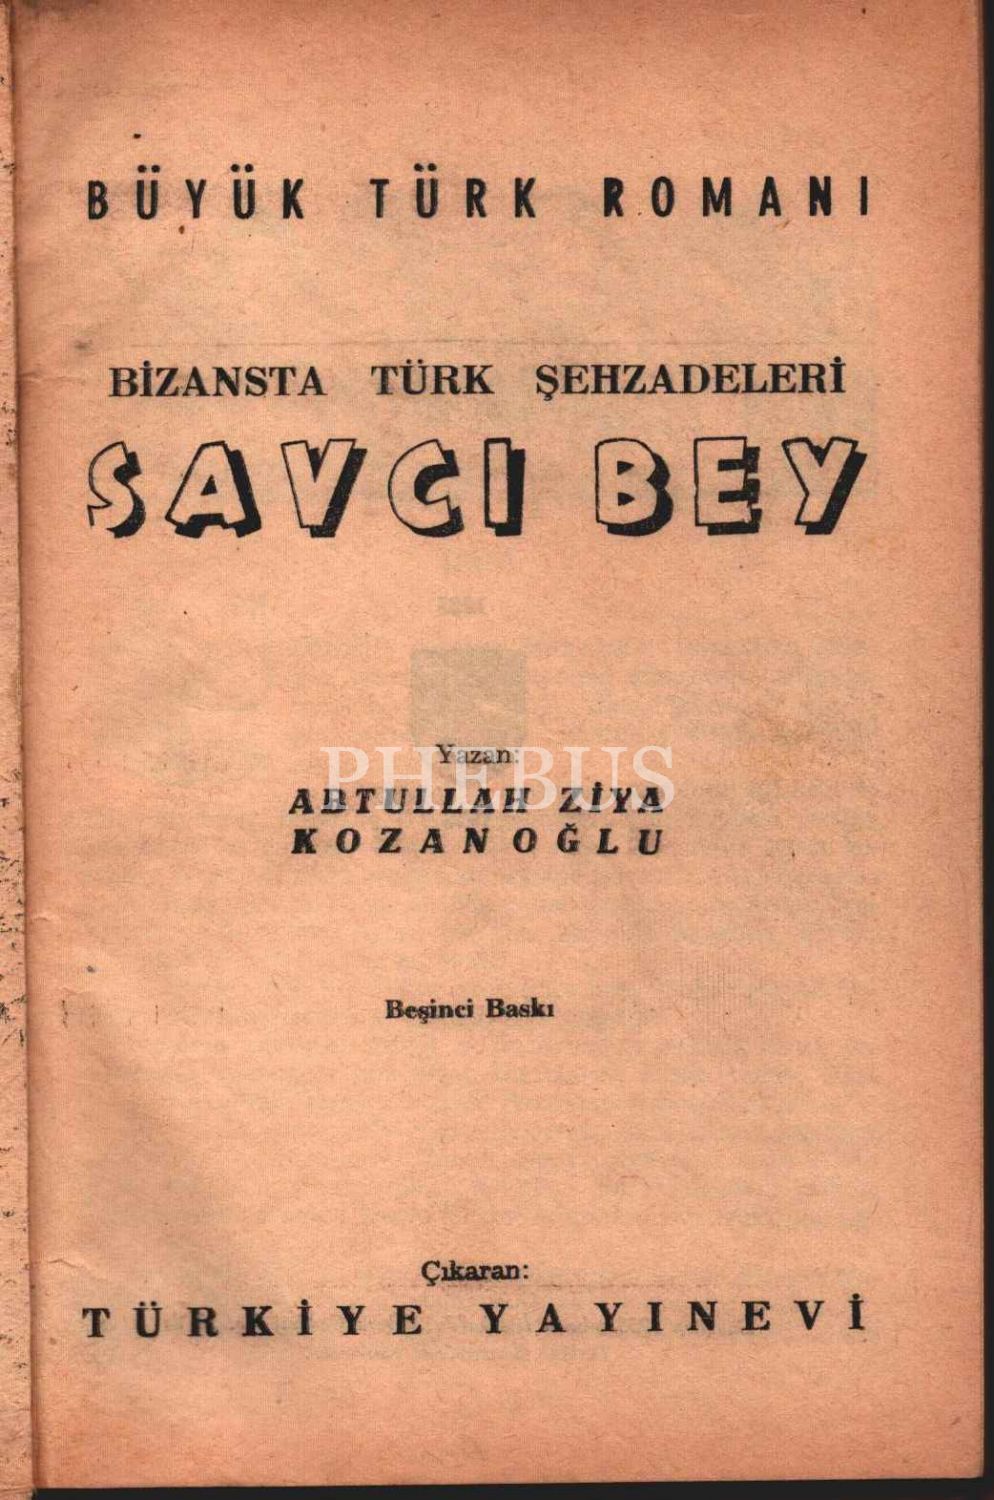 BÜYÜK TÜRK ROMANI
BİZANSTA TÜRK ŞEHZADELERİ
SAVCI BEY
Yazan:
PHEBUS
ABTULLAH ZİYA
KOZANOĞLU
Beşinci Baskı
Çıkaran:
TÜRKİYE YAYINEVİ